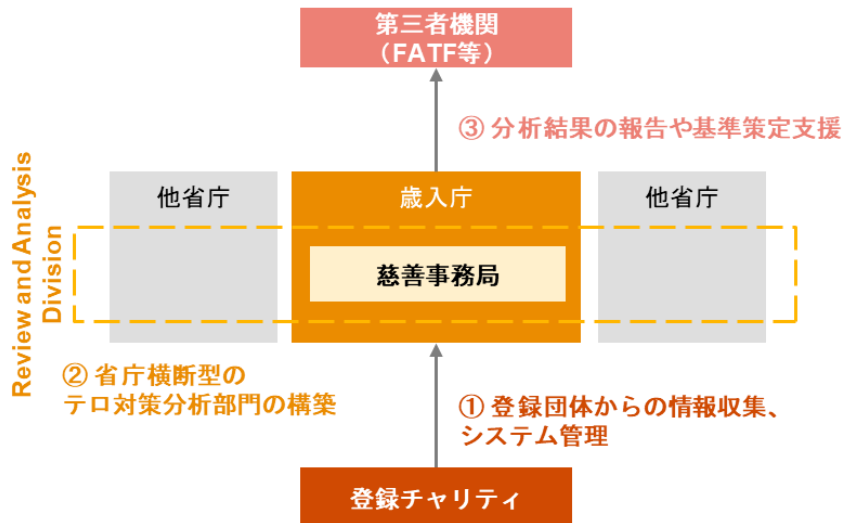 第三者機関
（FATF等）
③ 分析結果の報告や基準策定支援
他省庁
歳入庁
他省庁
Review and Analysis
Division
慈善事務局
② 省庁横断型の
テロ対策分析部門の構築
① 登録団体からの情報収集、
システム管理
登録チャリティ